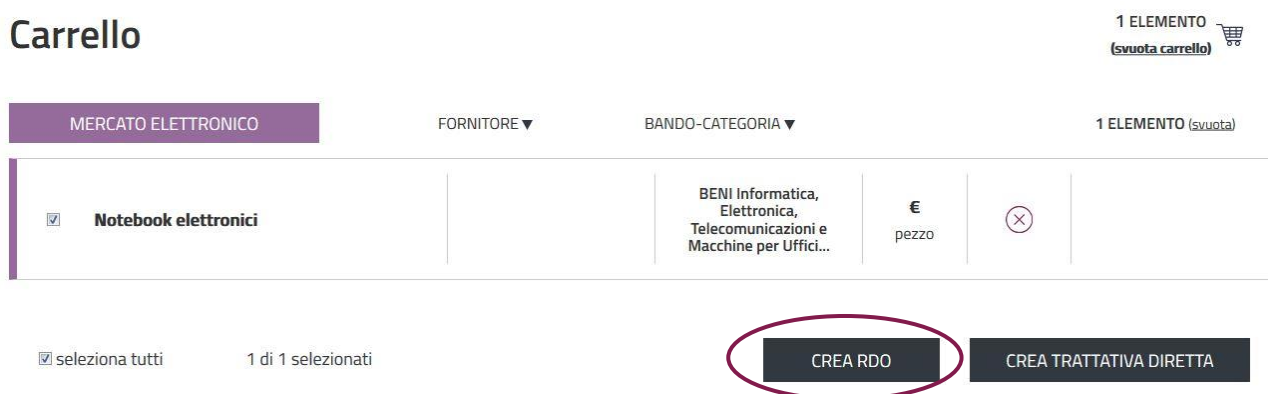 Carrello
1 ELEMENTO
(svuota carrello)
MERCATO ELETTRONICO
FORNITORE ▼
BANDO-CATEGORIA ▼
1 ELEMENTO (svuota)
Notebook elettronici
BENI Informatica,
Elettronica,
Telecomunicazioni e
Macchine per Uffici...
€
pezzo
seleziona tutti
1 di 1 selezionati
CREA RDO
CREA TRATTATIVA DIRETTA